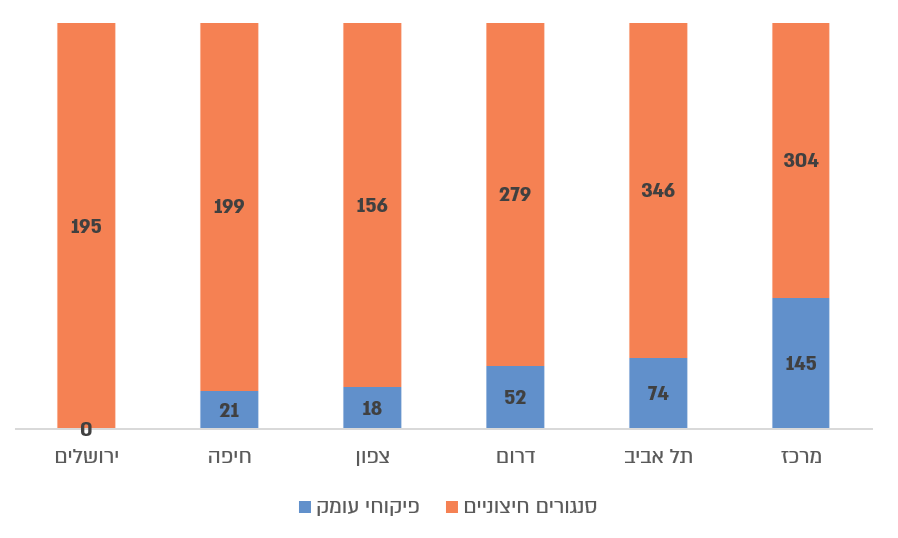 304
346
279
156
199
195
145
74
52
18
21
0
מרכז
תל אביב
דרום
צפון
חיפה
ירושלים
סנגורים חיצוניים
פיקוחי עומק